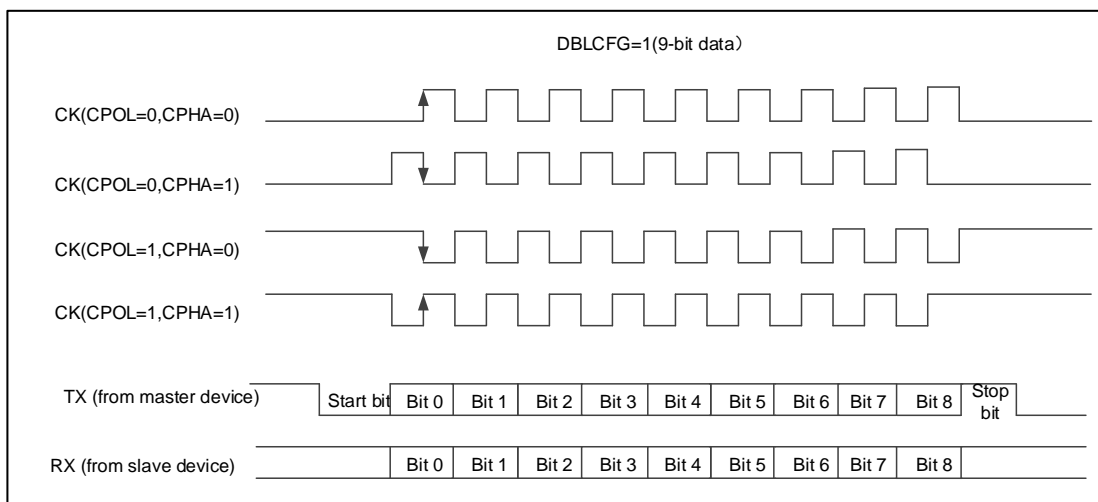 DBLCFG=1(9-bit data）
CK(CPOL=0,CPHA=0)
CK(CPOL=0,CPHA=1)
CK(CPOL=1,CPHA=0)
CK(CPOL=1,CPHA=1)
TX (from master device) Start bit Bit 0 Bit 1 Bit 2 Bit 3 Bit 4 Bit 5 Bit 6 Bit 7 Bit 8 Stop bit
RX (from slave device) Bit 0 Bit 1 Bit 2 Bit 3 Bit 4 Bit 5 Bit 6 Bit 7 Bit 8